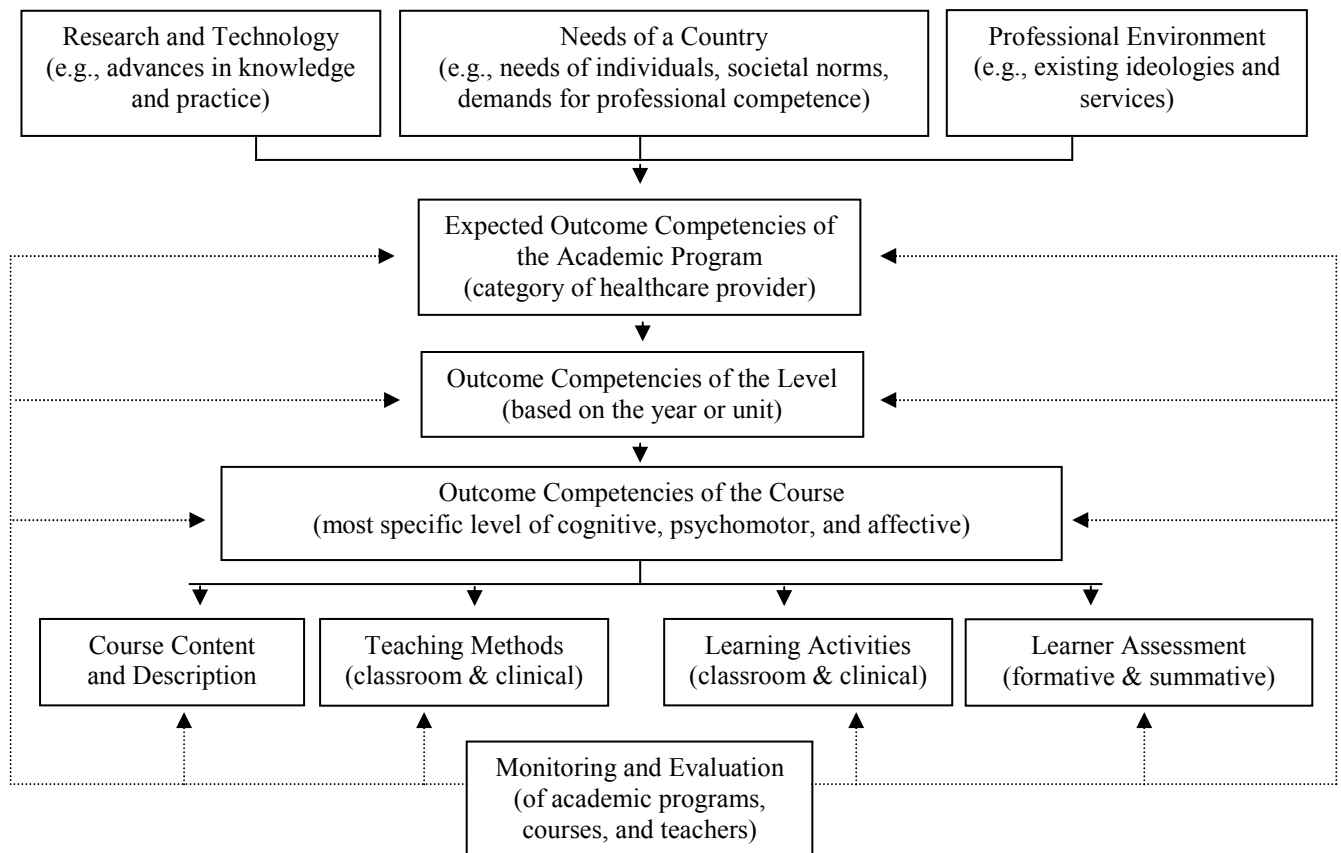 Research and Technology
(e.g., advances in knowledge
and practice)
Needs of a Country
(e.g., needs of individuals, societal norms,
demands for professional competence)
Professional Environment
(e.g., existing ideologies and
services)
Expected Outcome Competencies of
the Academic Program
(category of healthcare provider)
Outcome Competencies of the Level
(based on the year or unit)
Outcome Competencies of the Course
(most specific level of cognitive, psychomotor, and affective)
Course Content
and Description
Teaching Methods
(classroom & clinical)
Learning Activities
(classroom & clinical)
Learner Assessment
(formative & summative)
Monitoring and Evaluation
(of academic programs,
courses, and teachers)